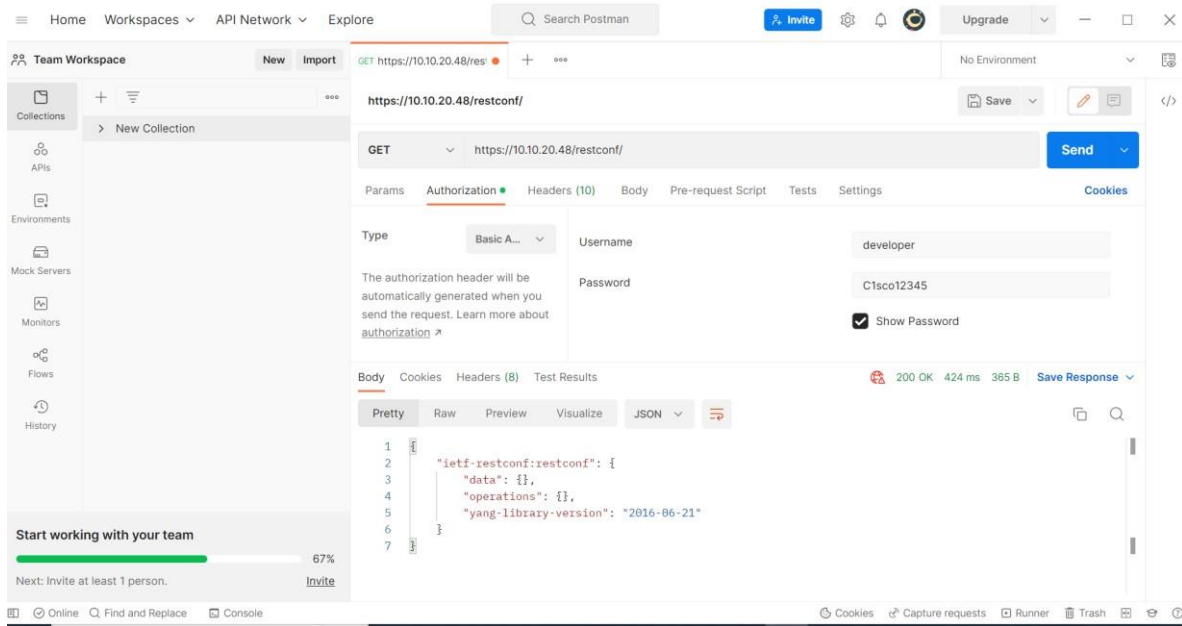 Home Workspaces API Network Explore Search Postman Invite Upgrade
Team Workspace New Import GET https://10.10.20.48/res No Environment
Collections
New Collection
https://10.10.20.48/restconf/ Save
APIs
GET https://10.10.20.48/restconf/ Send
Environments
Params Authorization Headers (10) Body Pre-request Script Tests Settings Cookies
Mock Servers
Type Basic A... Username developer
Monitors
The authorization header will be
automatically generated when you
send the request. Learn more about
authorization
Password C1sco12345
Show Password
Flows
Body Cookies Headers (8) Test Results 200 OK 424 ms 365 B Save Response
History
Pretty Raw Preview Visualize JSON
1 {
2 "ietf-restconf:restconf": {
3 "data": {},
4 "operations": {},
5 "yang-library-version": "2016-06-21"
6 }
7 }
Start working with your team
67%
Next: Invite at least 1 person. Invite
Online Find and Replace Console Cookies Capture requests Runner Trash